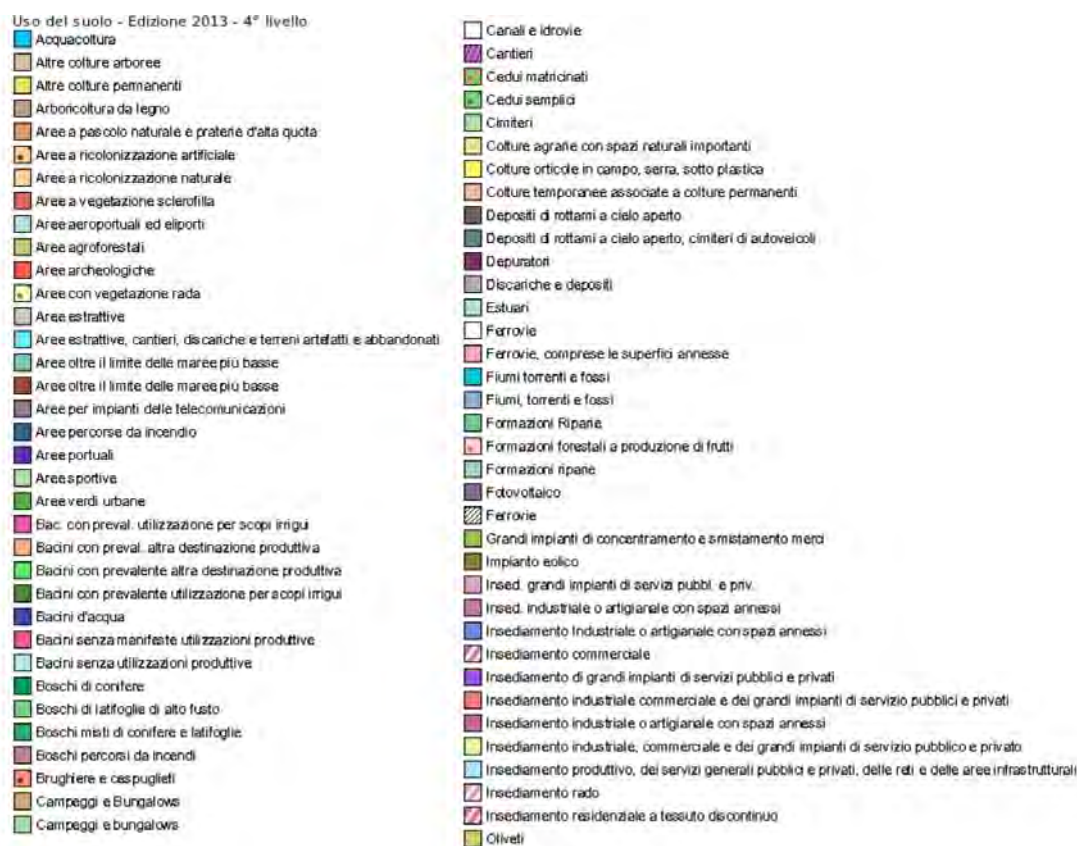 Uso del suolo - Edizione 2013 - 4° livello
Acquacoltura
Altre colture arboree
Altre colture permanenti
Arboricoltura da legno
Aree a pascolo naturale e praterie d'alta quota
Aree a ricolonizzazione artificiale
Aree a ricolonizzazione naturale
Aree a vegetazione sclerofilla
Aree aeroportuali ed eliporti
Aree agroforestali
Aree archeologiche
Aree con vegetazione rada
Aree estrattive
Aree estrattive, cantieri, discariche e terreni artefatti e abbandonati
Aree oltre il limite delle maree più basse
Aree oltre il limite delle maree più basse
Aree per impianti delle telecomunicazioni
Aree percorse da incendio
Aree portuali
Aree sportive
Aree verdi urbane
Bac. con preval. utilizzazione per scopi irrigui
Bacini con preval. altra destinazione produttiva
Bacini con prevalente altra destinazione produttiva
Bacini con prevalente utilizzazione per scopi irrigui
Bacini d'acqua
Bacini senza manifeste utilizzazioni produttive
Bacini senza utilizzazioni produttive
Boschi di conifere
Boschi di latifoglie di alto fusto
Boschi misti di conifere e latifoglie
Boschi percorsi da incendi
Brughiere e cespuglieti
Campeggi e Bungalows
Campeggi e bungalows
Canali e idrovie
Cantieri
Cedui matricinati
Cedui semplici
Cimiteri
Colture agrarie con spazi naturali importanti
Colture orticole in campo, serra, sotto plastica
Colture temporanee associate a colture permanenti
Depositi di rottami a cielo aperto
Depositi di rottami a cielo aperto, cimiteri di autoveicoli
Depuratori
Discariche e depositi
Estuari
Ferrovie
Ferrovie, comprese le superfici annesse
Fiumi torrenti e fossi
Fiumi, torrenti e fossi
Formazioni Riparie
Formazioni forestali a produzione di frutti
Formazioni riparie
Fotovoltaico
Ferrovie
Grandi impianti di concentramento e smistamento merci
Impianto eolico
Insed. grandi impianti di servizi pubbl. e priv.
Insed. industriale o artigianale con spazi annessi
Insediamento Industriale o artigianale con spazi annessi
Insediamento commerciale
Insediamento di grandi impianti di servizi pubblici e privati
Insediamento industriale commerciale e dei grandi impianti di servizio pubblici e privati
Insediamento industriale o artigianale con spazi annessi
Insediamento industriale, commerciale e dei grandi impianti di servizio pubblico e privato
Insediamento produttivo, dei servizi generali pubblici e privati, delle reti e delle aree infrastrutturali
Insediamento rado
Insediamento residenziale a tessuto discontinuo
Oliveti